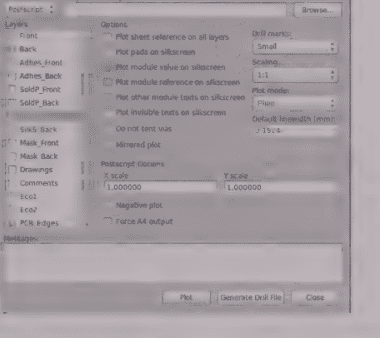 Postscript
Browse...
Layers
Front
Back
Adhes_Front
Adhes_Back
SoldP_Front
SoldP_Back
SilkS_Back
Mask_Front
Mask_Back
Drawings
Comments
Eco1
Eco2
PCB_Edges
Options
Plot sheet reference on all layers
Plot pads on silkscreen
Plot module value on silkscreen
Plot module reference on silkscreen
Plot other module texts on silkscreen
Plot invisible texts on silkscreen
Do not tent vias
Mirrored plot
Drill marks:
Small
Scaling:
1:1
Plot mode:
Default linewidth
Postscript Options:
X scale
Y scale
1.000000
1.000000
Negative plot
Force A4 output
Messages:
Plot
Generate Drill File
Close